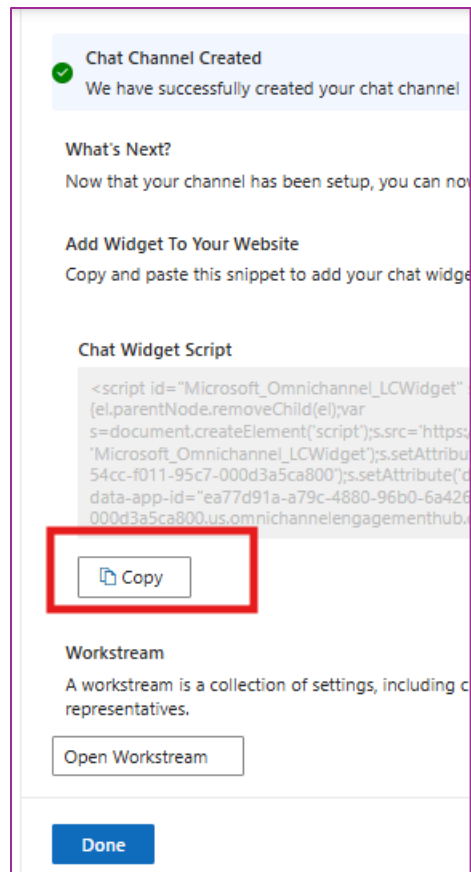 Chat Channel Created
We have successfully created your chat channel
What's Next?
Now that your channel has been setup, you can now
Add Widget To Your Website
Copy and paste this snippet to add your chat widge
Chat Widget Script
<script id="Microsoft_Omnichannel_LCWidget" s
{el.parentNode.removeChild(el);var
s=document.createElement('script');s.src='https:/
'Microsoft_Omnichannel_LCWidget');s.setAttribut
54cc-f011-95c7-000d3a5ca800');s.setAttribute('d
data-app-id="ea77d91a-a79c-4880-96b0-6a426
000d3a5ca800.us.omnichannelengagementhub.c
Copy
Workstream
A workstream is a collection of settings, including c
representatives.
Open Workstream
Done